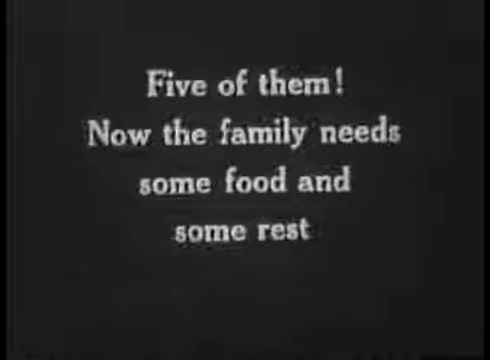 Five of them!
Now the family needs
some food and
some rest